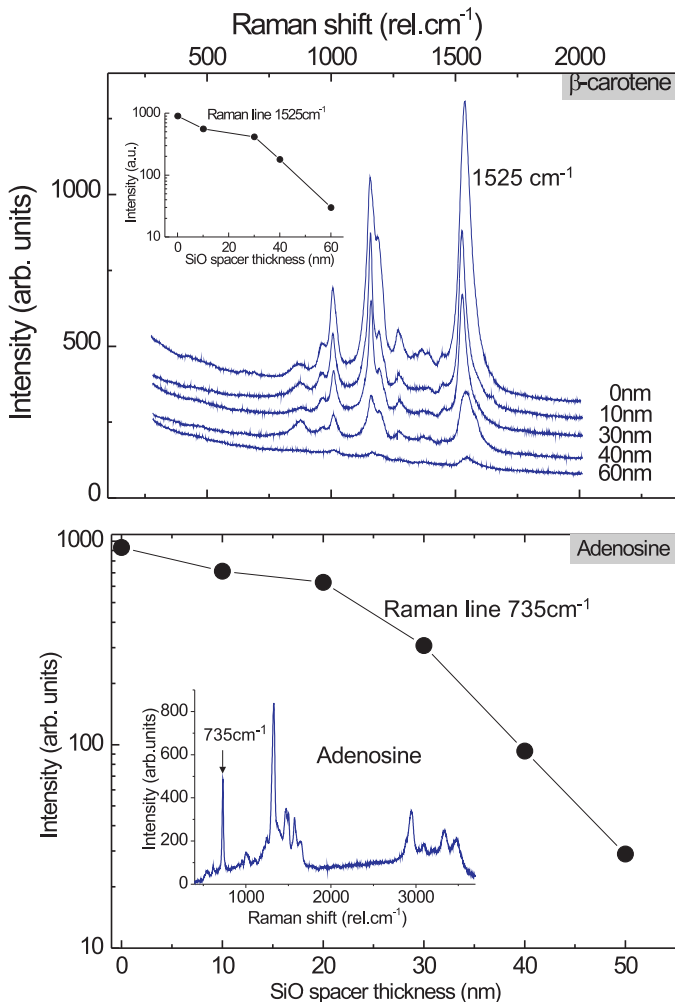 Raman shift (rel.cm⁻¹)
500 1000 1500 2000
β-carotene
1000
500
0
Intensity (arb. units)
1525 cm⁻¹
0nm
10nm
30nm
40nm
60nm
Raman line 1525cm⁻¹
1000
100
10
Intensity (a.u.)
0 20 40 60
SiO spacer thickness (nm)
Adenosine
1000
100
10
Intensity (arb. units)
Raman line 735cm⁻¹
800
600
400
200
0
Intensity (arb.units)
735cm⁻¹
Adenosine
1000 2000 3000
Raman shift (rel.cm⁻¹)
0 10 20 30 40 50
SiO spacer thickness (nm)